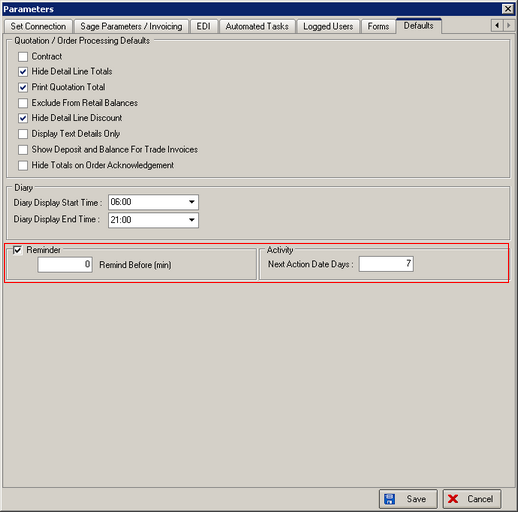 Parameters
Set Connection Sage Parameters / Invoicing EDI Automated Tasks Logged Users Forms Defaults
Quotation / Order Processing Defaults
Contract
Hide Detail Line Totals
Print Quotation Total
Exclude From Retail Balances
Hide Detail Line Discount
Display Text Details Only
Show Deposit and Balance For Trade Invoices
Hide Totals on Order Acknowledgement
Diary
Diary Display Start Time : 06:00
Diary Display End Time : 21:00
Reminder Activity
0 Remind Before (min) Next Action Date Days : 7
Save Cancel